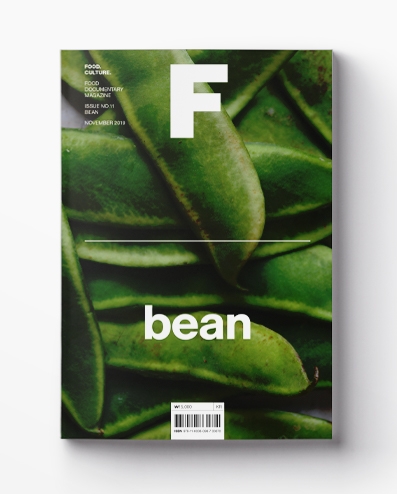 FOOD.
CULTURE.
FOOD
DOCUMENTARY
MAGAZINE
ISSUE NO.11
BEAN
NOVEMBER 2019
F
bean